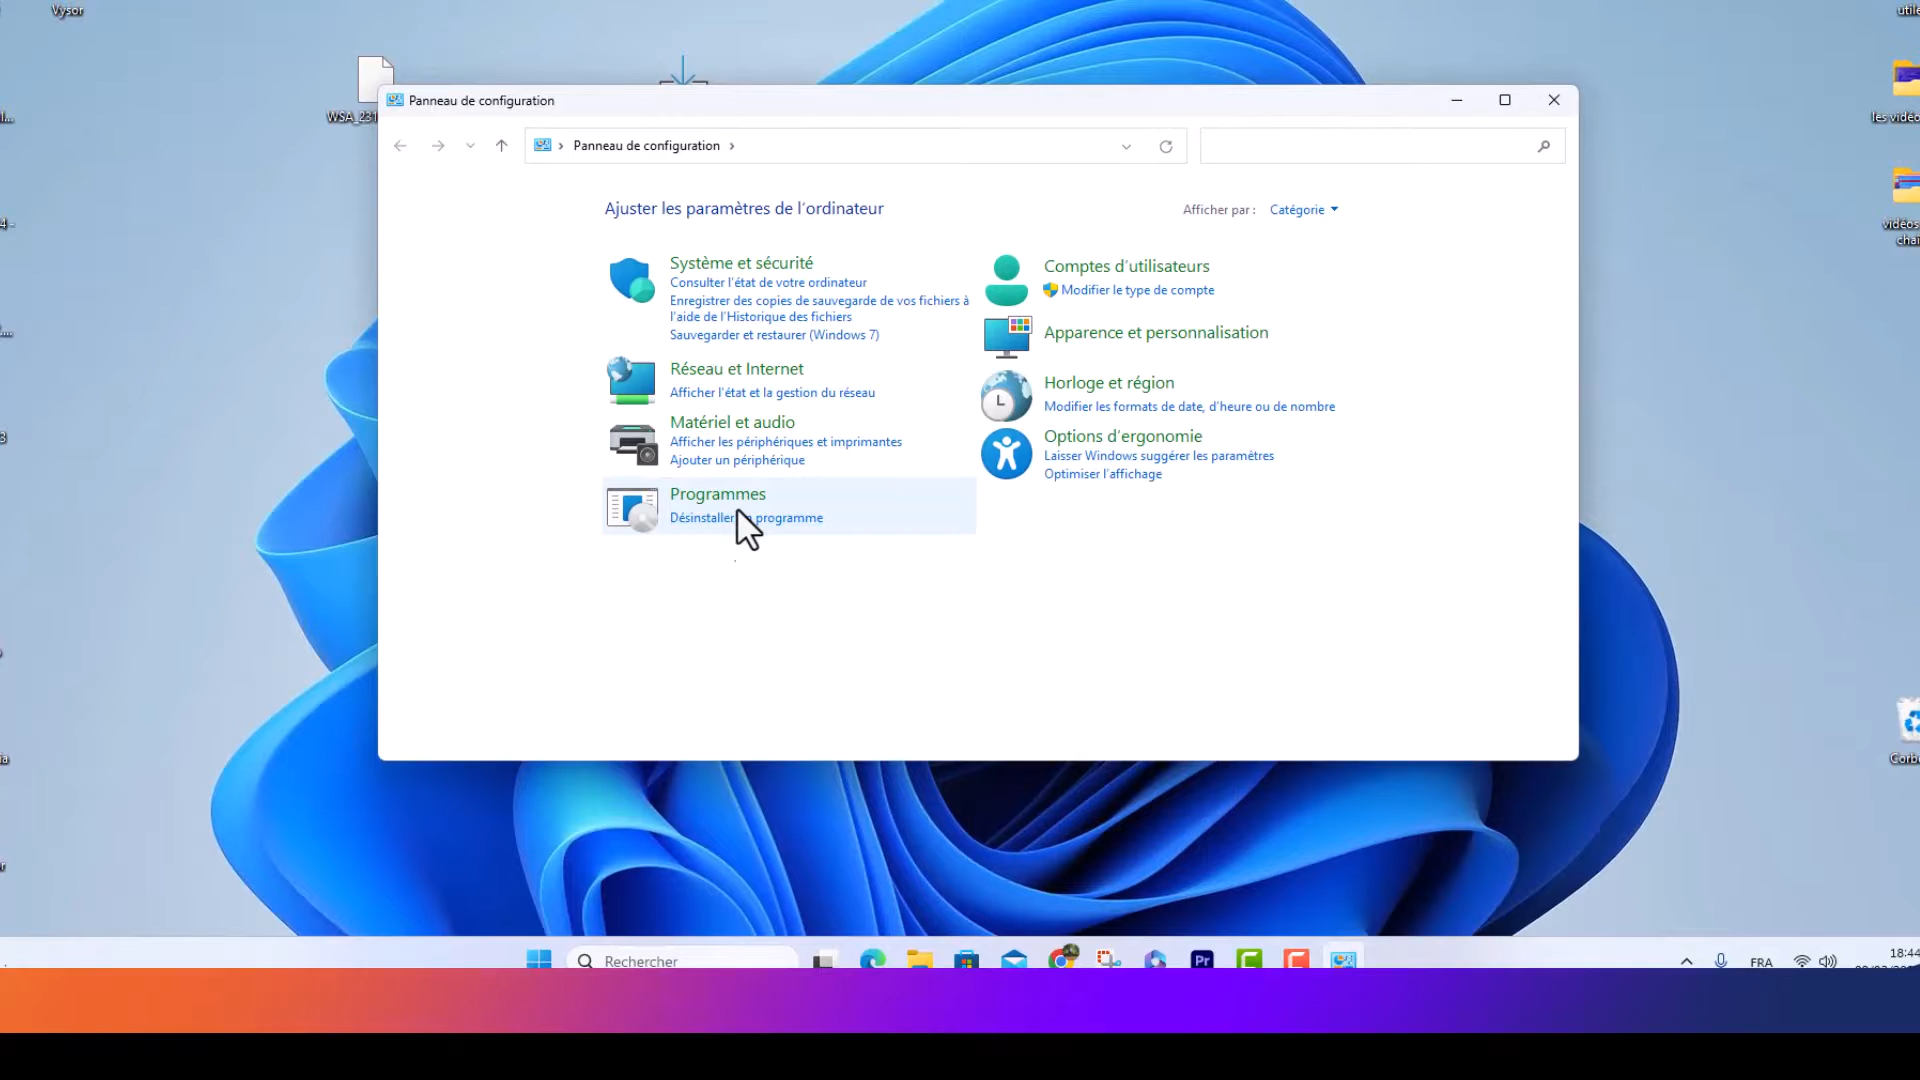 Vysor
utile
WSA_231
les vidéo
vidéos
chai
Panneau de configuration
Panneau de configuration
Ajuster les paramètres de l'ordinateur
Afficher par : Catégorie
Système et sécurité
Consulter l'état de votre ordinateur
Enregistrer des copies de sauvegarde de vos fichiers à
l'aide de l'Historique des fichiers
Sauvegarder et restaurer (Windows 7)
Réseau et Internet
Afficher l'état et la gestion du réseau
Matériel et audio
Afficher les périphériques et imprimantes
Ajouter un périphérique
Programmes
Désinstaller programme
Comptes d'utilisateurs
Modifier le type de compte
Apparence et personnalisation
Horloge et région
Modifier les formats de date, d'heure ou de nombre
Options d'ergonomie
Laisser Windows suggérer les paramètres
Optimiser l'affichage
Corbe
Rechercher
Pr
FRA
18:44